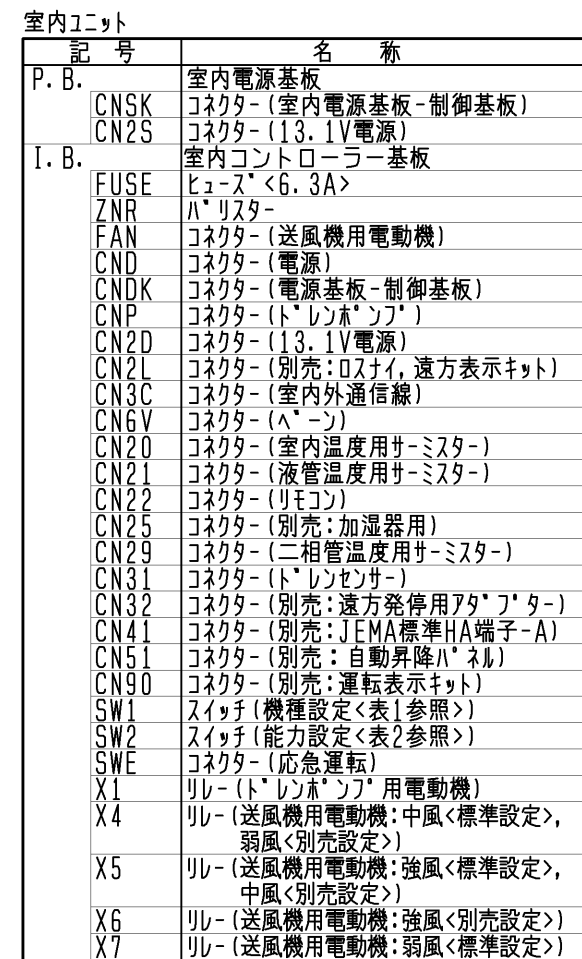 室内ユニット
記 号 名 称
P.B. 室内電源基板
CNSK コネクター(室内電源基板-制御基板)
CN2S コネクター(13.1V電源)
I.B. 室内コントローラー基板
FUSE ヒューズ<6.3A>
ZNR バリスター
FAN コネクター(送風機用電動機)
CND コネクター(電源)
CNDK コネクター(電源基板-制御基板)
CNP コネクター(ドレンポンプ)
CN2D コネクター(13.1V電源)
CN2L コネクター(別売:ロスナイ,遠方表示キット)
CN3C コネクター(室内外通信線)
CN6V コネクター(ベーン)
CN20 コネクター(室内温度用サーミスター)
CN21 コネクター(液管温度用サーミスター)
CN22 コネクター(リモコン)
CN25 コネクター(別売:加湿器用)
CN29 コネクター(二相管温度用サーミスター)
CN31 コネクター(ドレンセンサー)
CN32 コネクター(別売:遠方発停用アダプター)
CN41 コネクター(別売:JEMA標準HA端子-A)
CN51 コネクター(別売:自動昇降パネル)
CN90 コネクター(別売:運転表示キット)
SW1 スイッチ(機種設定<表1参照>)
SW2 スイッチ(能力設定<表2参照>)
SWE コネクター(応急運転)
X1 リレー(ドレンポンプ用電動機)
X4 リレー(送風機用電動機:中風<標準設定>,
弱風<別売設定>)
X5 リレー(送風機用電動機:強風<標準設定>,
中風<別売設定>)
X6 リレー(送風機用電動機:強風<別売設定>)
X7 リレー(送風機用電動機:弱風<標準設定>)